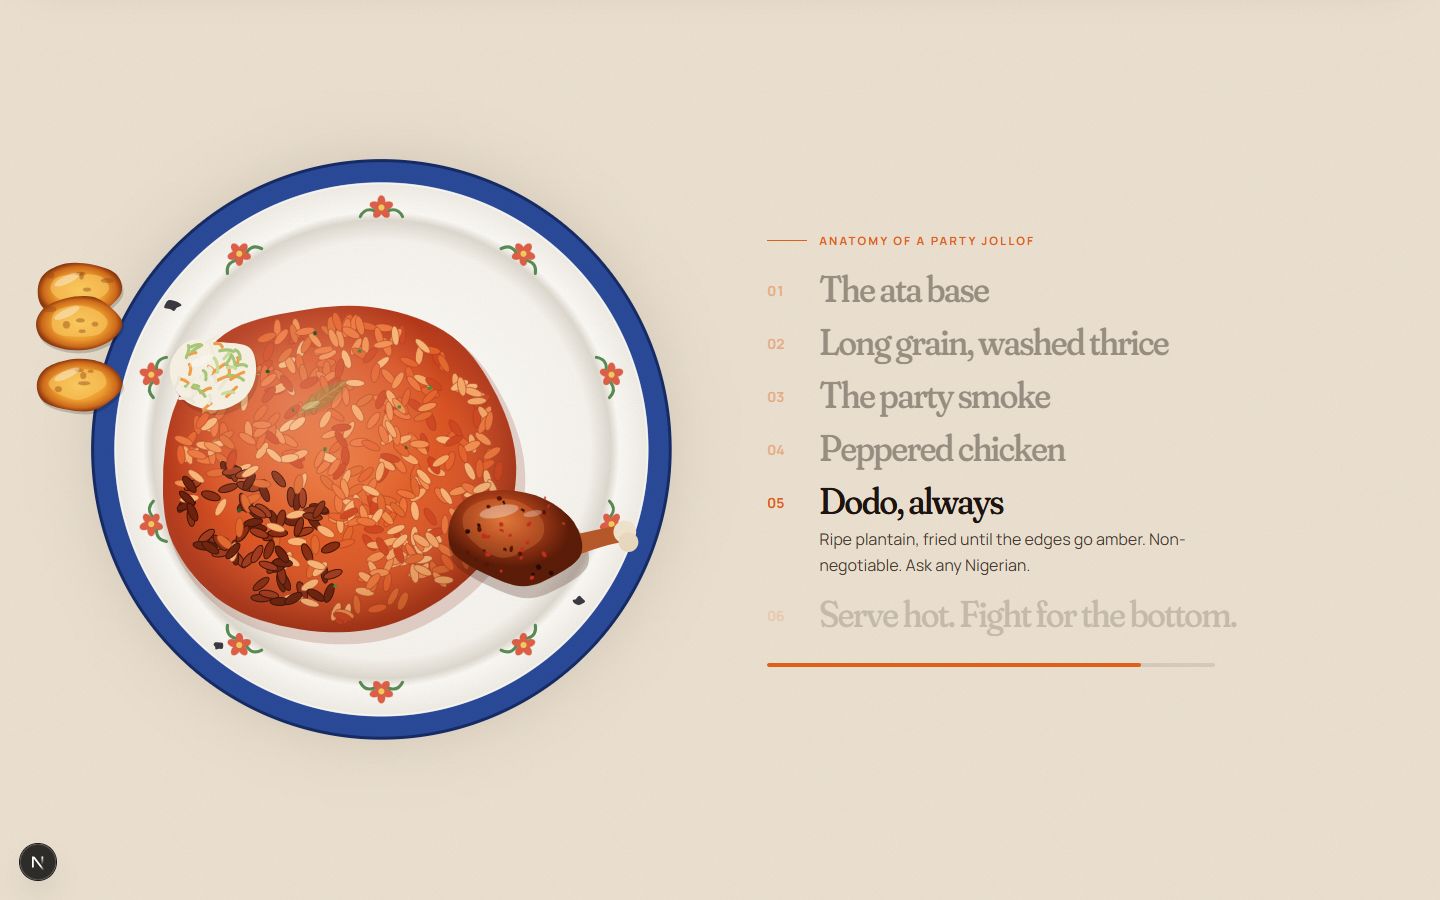 ANATOMY OF A PARTY JOLLOF
01 The ata base
02 Long grain, washed thrice
03 The party smoke
04 Peppered chicken
05 Dodo, always
Ripe plantain, fried until the edges go amber. Non-
negotiable. Ask any Nigerian.
06 Serve hot. Fight for the bottom.
N